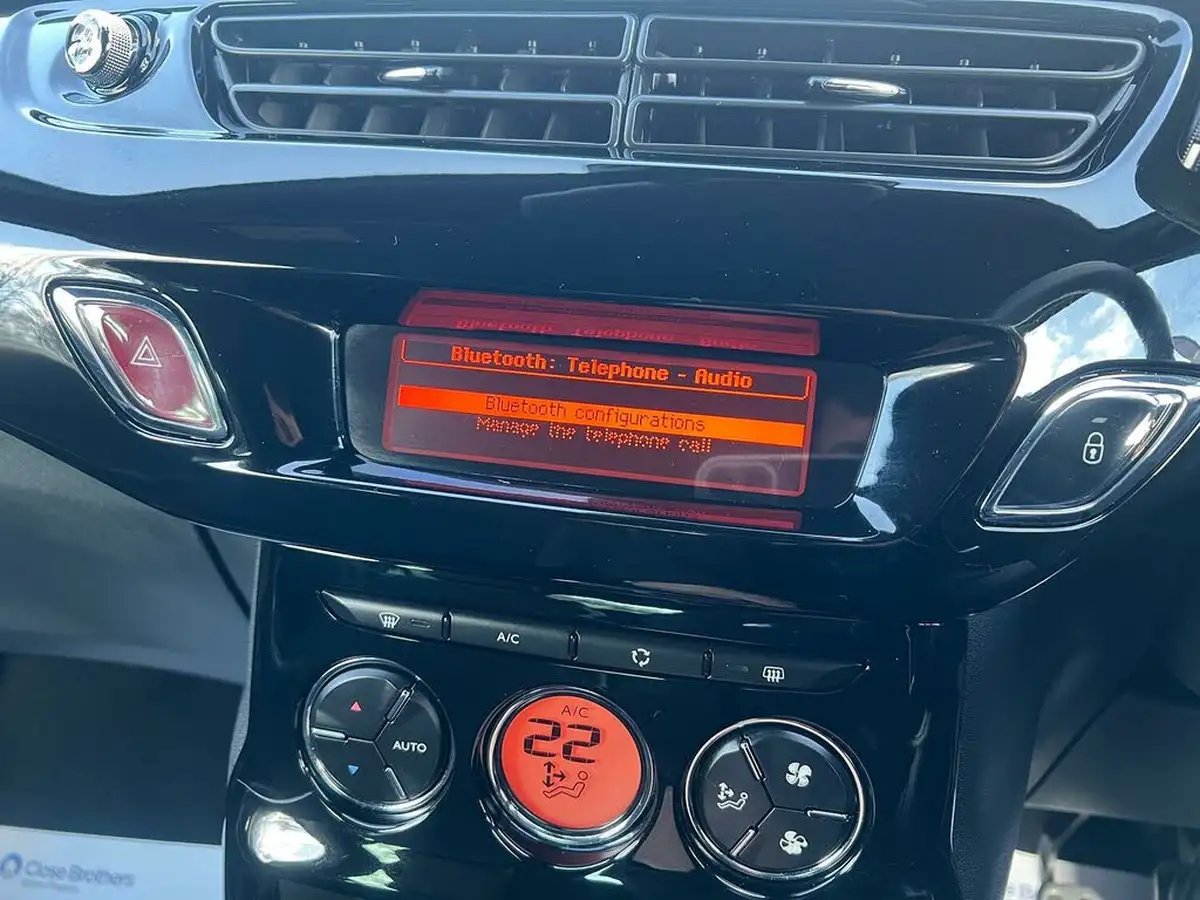 Bluetooth: Telephone - Audio
Bluetooth configurations
Manage the telephone call
A/C
AUTO
A/C
22
Close Brothers